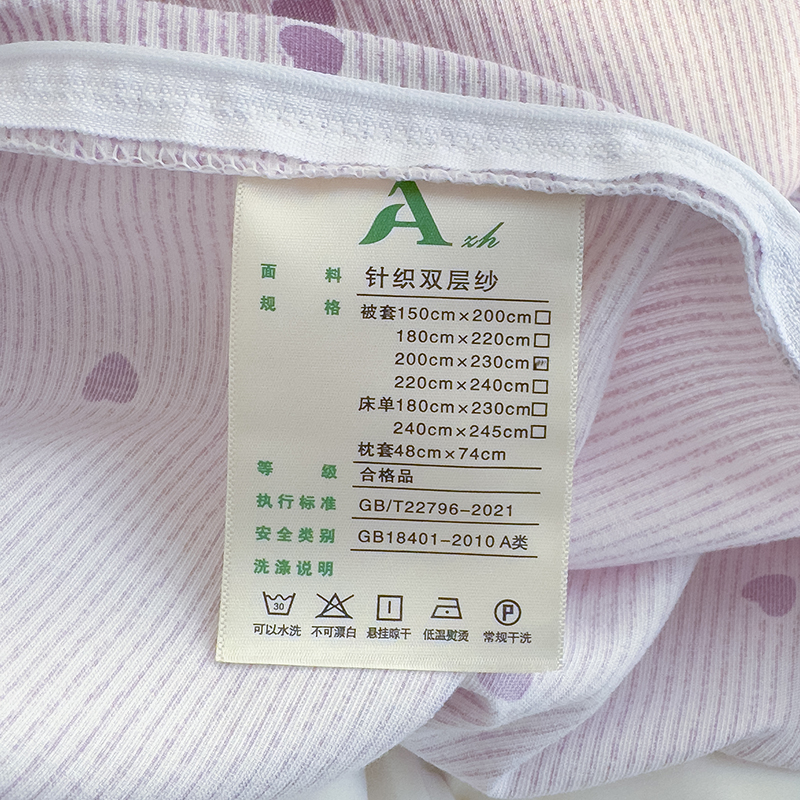 A zh
面 料 针织双层纱
规 格 被套150cm×200cm□
180cm×220cm□
200cm×230cm☑
220cm×240cm□
床单180cm×230cm□
240cm×245cm□
枕套48cm×74cm
等 级 合格品
执行标准 GB/T22796-2021
安全类别 GB18401-2010 A类
洗涤说明
30 P
可以水洗 不可漂白 悬挂晾干 低温熨烫 常规干洗